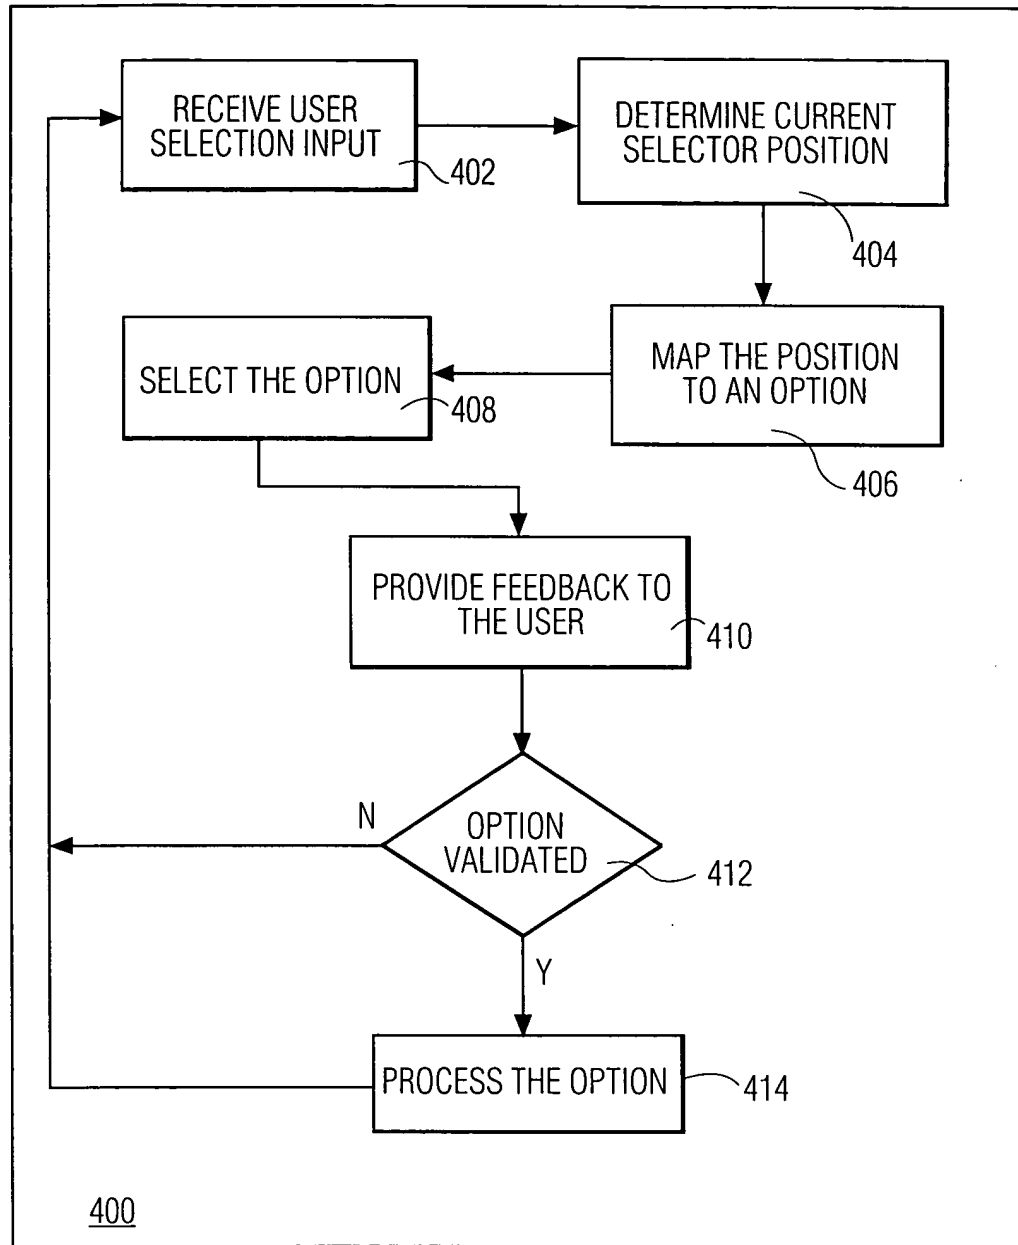 RECEIVE USER
SELECTION INPUT
402
DETERMINE CURRENT
SELECTOR POSITION
404
MAP THE POSITION
TO AN OPTION
406
SELECT THE OPTION
408
PROVIDE FEEDBACK TO
THE USER
410
N
OPTION
VALIDATED
412
Y
PROCESS THE OPTION
414
400